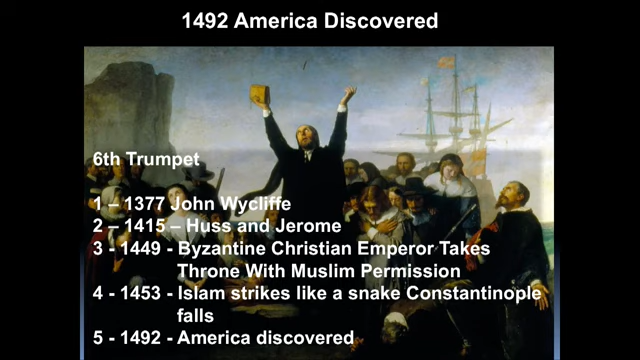 1492 America Discovered
6th Trumpet
1 – 1377 John Wycliffe
2 – 1415 – Huss and Jerome
3 - 1449 - Byzantine Christian Emperor Takes
Throne With Muslim Permission
4 - 1453 - Islam strikes like a snake Constantinople
falls
5 - 1492 - America discovered